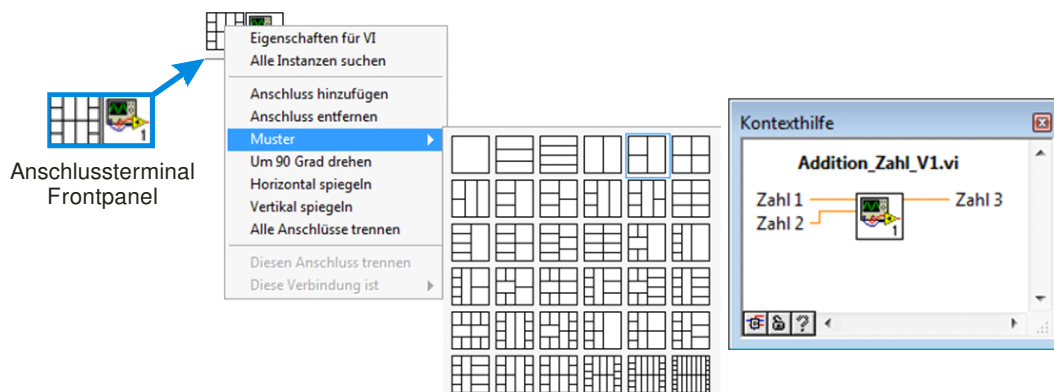 Anschlussterminal
Frontpanel
1
Eigenschaften für VI
Alle Instanzen suchen
Anschluss hinzufügen
Anschluss entfernen
Muster
Um 90 Grad drehen
Horizontal spiegeln
Vertikal spiegeln
Alle Anschlüsse trennen
Diesen Anschluss trennen
Diese Verbindung ist
Kontexthilfe
Addition_Zahl_V1.vi
Zahl 1
Zahl 2
1
Zahl 3
?